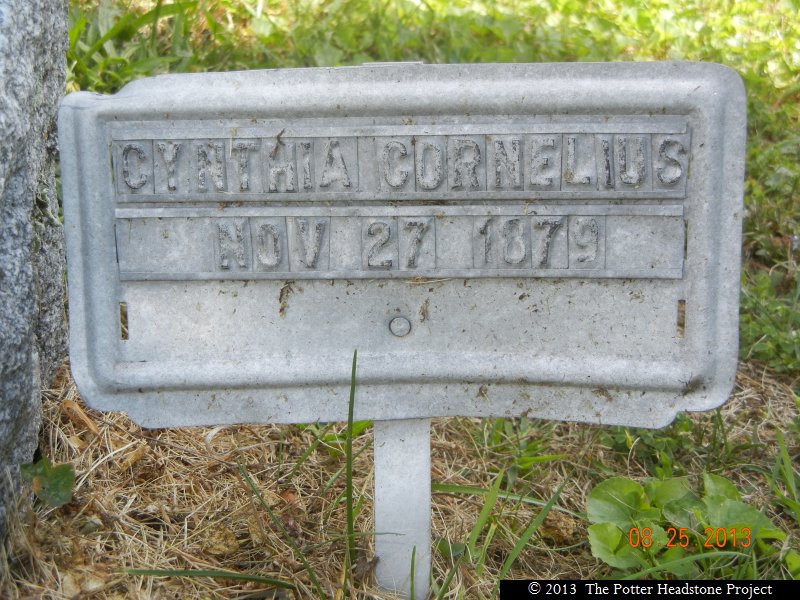 CYNTHIA CORNELIUS
NOV 27 1879
08.25.2013
© 2013 The Potter Headstone Project